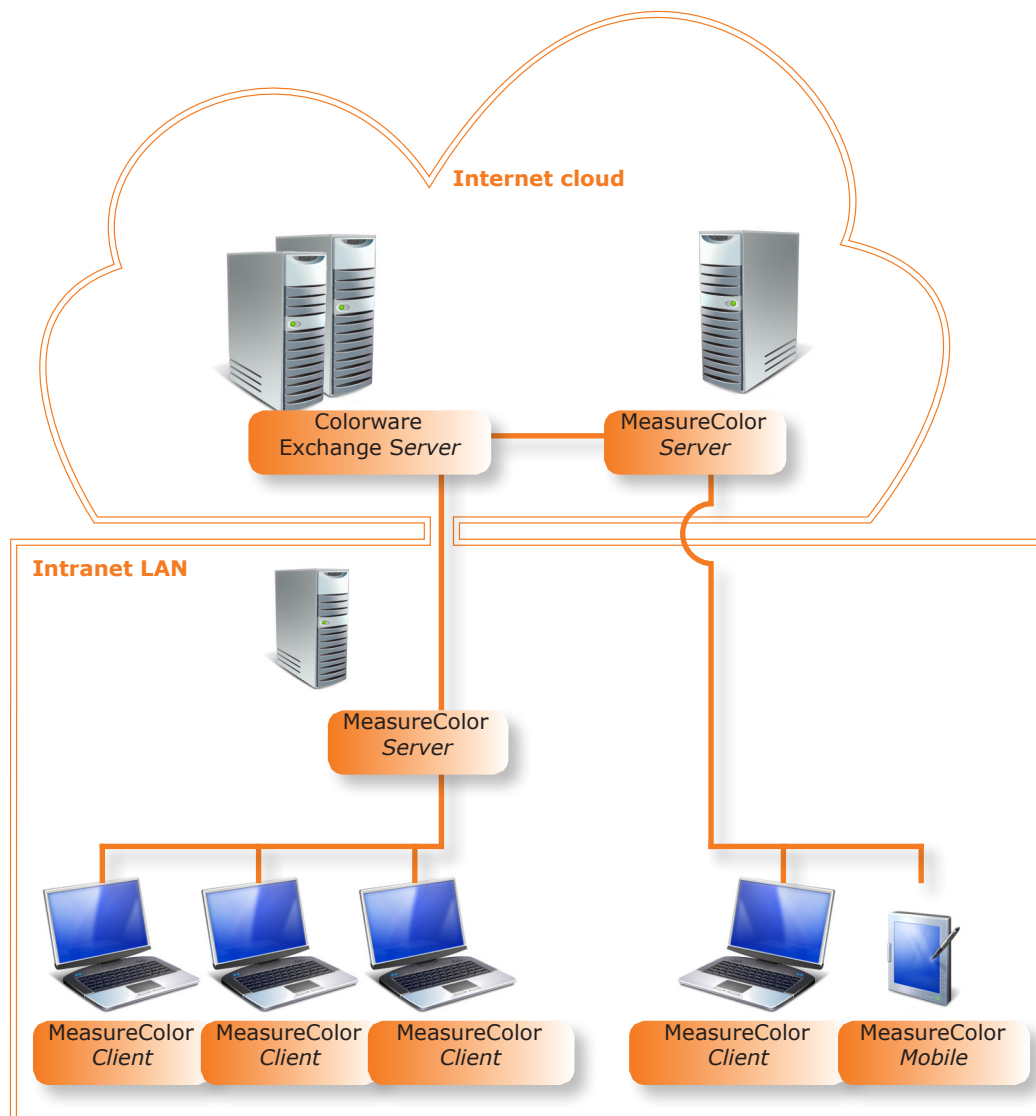 Internet cloud
Colorware
Exchange Server
MeasureColor
Server
Intranet LAN
MeasureColor
Server
MeasureColor
Client
MeasureColor
Client
MeasureColor
Client
MeasureColor
Client
MeasureColor
Mobile